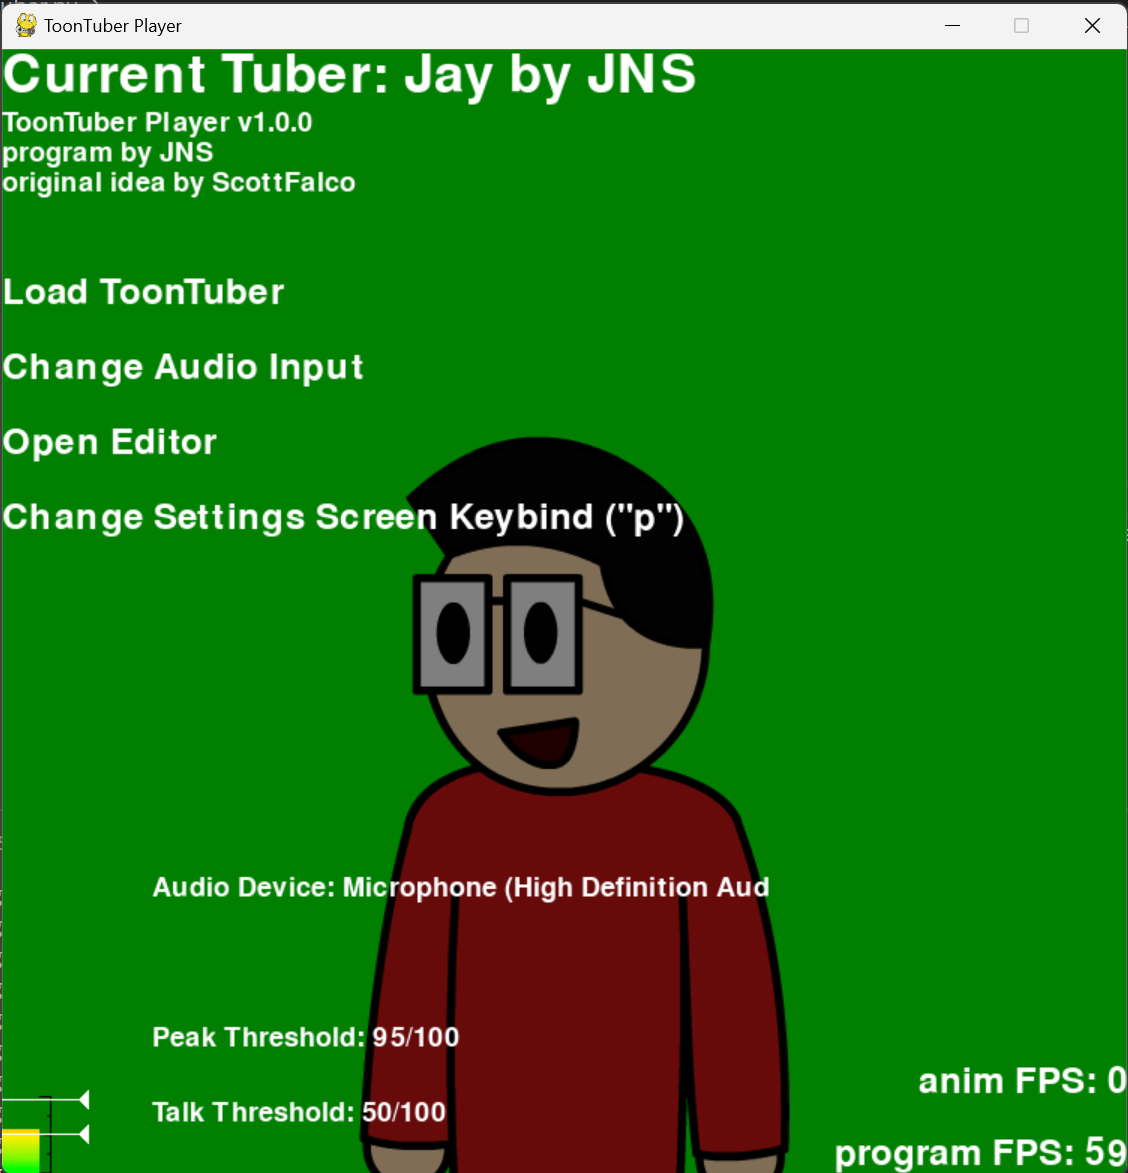 ToonTuber Player
Current Tuber: Jay by JNS
ToonTuber Player v1.0.0
program by JNS
original idea by ScottFalco
Load ToonTuber
Change Audio Input
Open Editor
Change Settings Screen Keybind ("p")
Audio Device: Microphone (High Definition Aud
Peak Threshold: 95/100
anim FPS: 0
Talk Threshold: 50/100
program FPS: 59